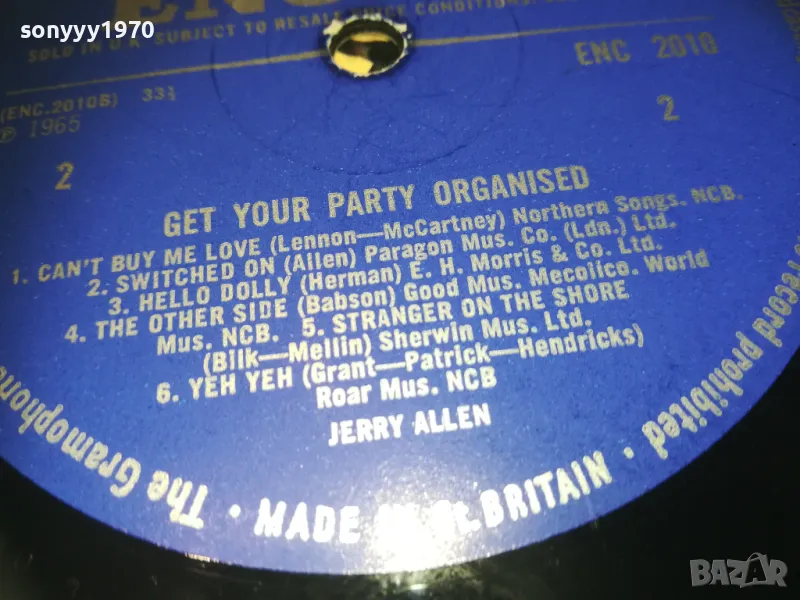 sonyyy1970
SOLD IN U.K. SUBJECT TO RESALE PRICE CONDITIONS,
ENC 2010
(ENC.2010B) 33⅓
℗ 1965
2
2
GET YOUR PARTY ORGANISED
1. CAN'T BUY ME LOVE (Lennon—McCartney) Northern Songs. NCB.
2. SWITCHED ON (Allen) Paragon Mus. Co. (Ldn.) Ltd.
3. HELLO DOLLY (Herman) E. H. Morris & Co. Ltd.
4. THE OTHER SIDE (Babson) Good Mus. Mecolico. World
Mus. NCB. 5. STRANGER ON THE SHORE
(Bilk—Mellin) Sherwin Mus. Ltd.
6. YEH YEH (Grant—Patrick—Hendricks)
Roar Mus. NCB
JERRY ALLEN
The Gramophone
• MADE IN Gt. BRITAIN •
record prohibited
BAZAR